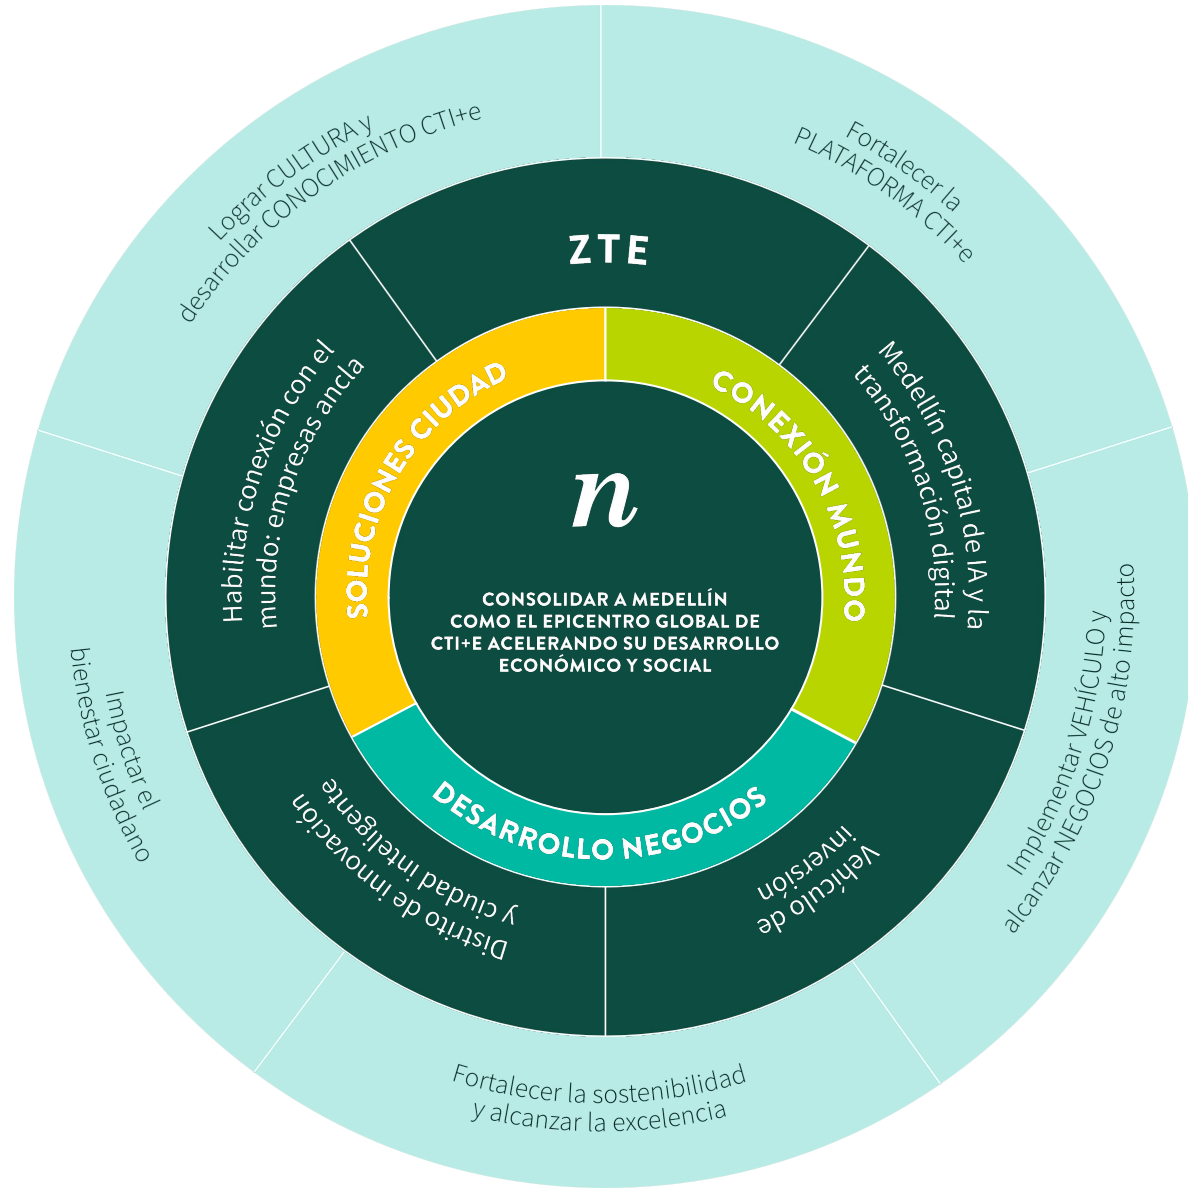 Lograr CULTURA y
desarrollar CONOCIMIENTO CTI+e
Fortalecer la
PLATAFORMA CTI+e
Implementar VEHÍCULO y
alcanzar NEGOCIOS de alto impacto
Fortalecer la sostenibilidad
y alcanzar la excelencia
Impactar el
bienestar ciudadano
ZTE
Medellín capital de IA y la
transformación digital
Vehículo de
inversión
Distrito de innovación
y ciudad inteligente
Habilitar conexión con el
mundo: empresas ancla
SOLUCIONES CIUDAD
CONEXIÓN MUNDO
DESARROLLO NEGOCIOS
n
CONSOLIDAR A MEDELLÍN
COMO EL EPICENTRO GLOBAL DE
CTI+E ACELERANDO SU DESARROLLO
ECONÓMICO Y SOCIAL